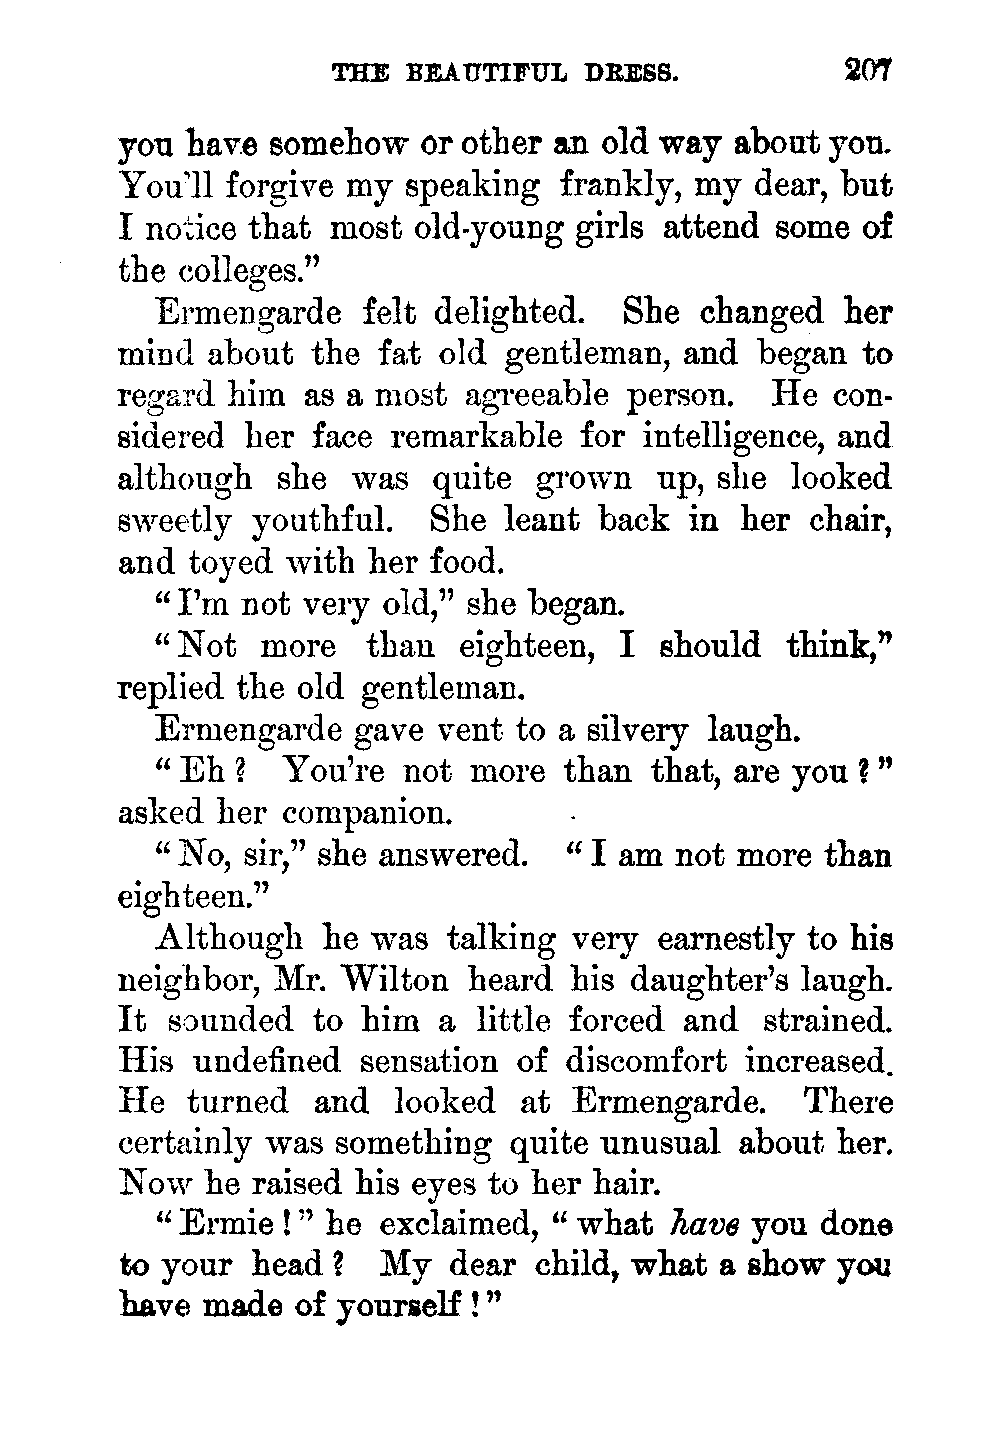 THE BEAUTIFUL DRESS. 207
you have somehow or other an old way about you.
You'll forgive my speaking frankly, my dear, but
I notice that most old-young girls attend some of
the colleges."
Ermengarde felt delighted. She changed her
mind about the fat old gentleman, and began to
regard him as a most agreeable person. He con-
sidered her face remarkable for intelligence, and
although she was quite grown up, she looked
sweetly youthful. She leant back in her chair,
and toyed with her food.
"I'm not very old," she began.
"Not more than eighteen, I should think,"
replied the old gentleman.
Ermengarde gave vent to a silvery laugh.
"Eh? You're not more than that, are you?"
asked her companion.
"No, sir," she answered. "I am not more than
eighteen."
Although he was talking very earnestly to his
neighbor, Mr. Wilton heard his daughter's laugh.
It sounded to him a little forced and strained.
His undefined sensation of discomfort increased.
He turned and looked at Ermengarde. There
certainly was something quite unusual about her.
Now he raised his eyes to her hair.
"Ermie!" he exclaimed, "what have you done
to your head? My dear child, what a show you
have made of yourself!"